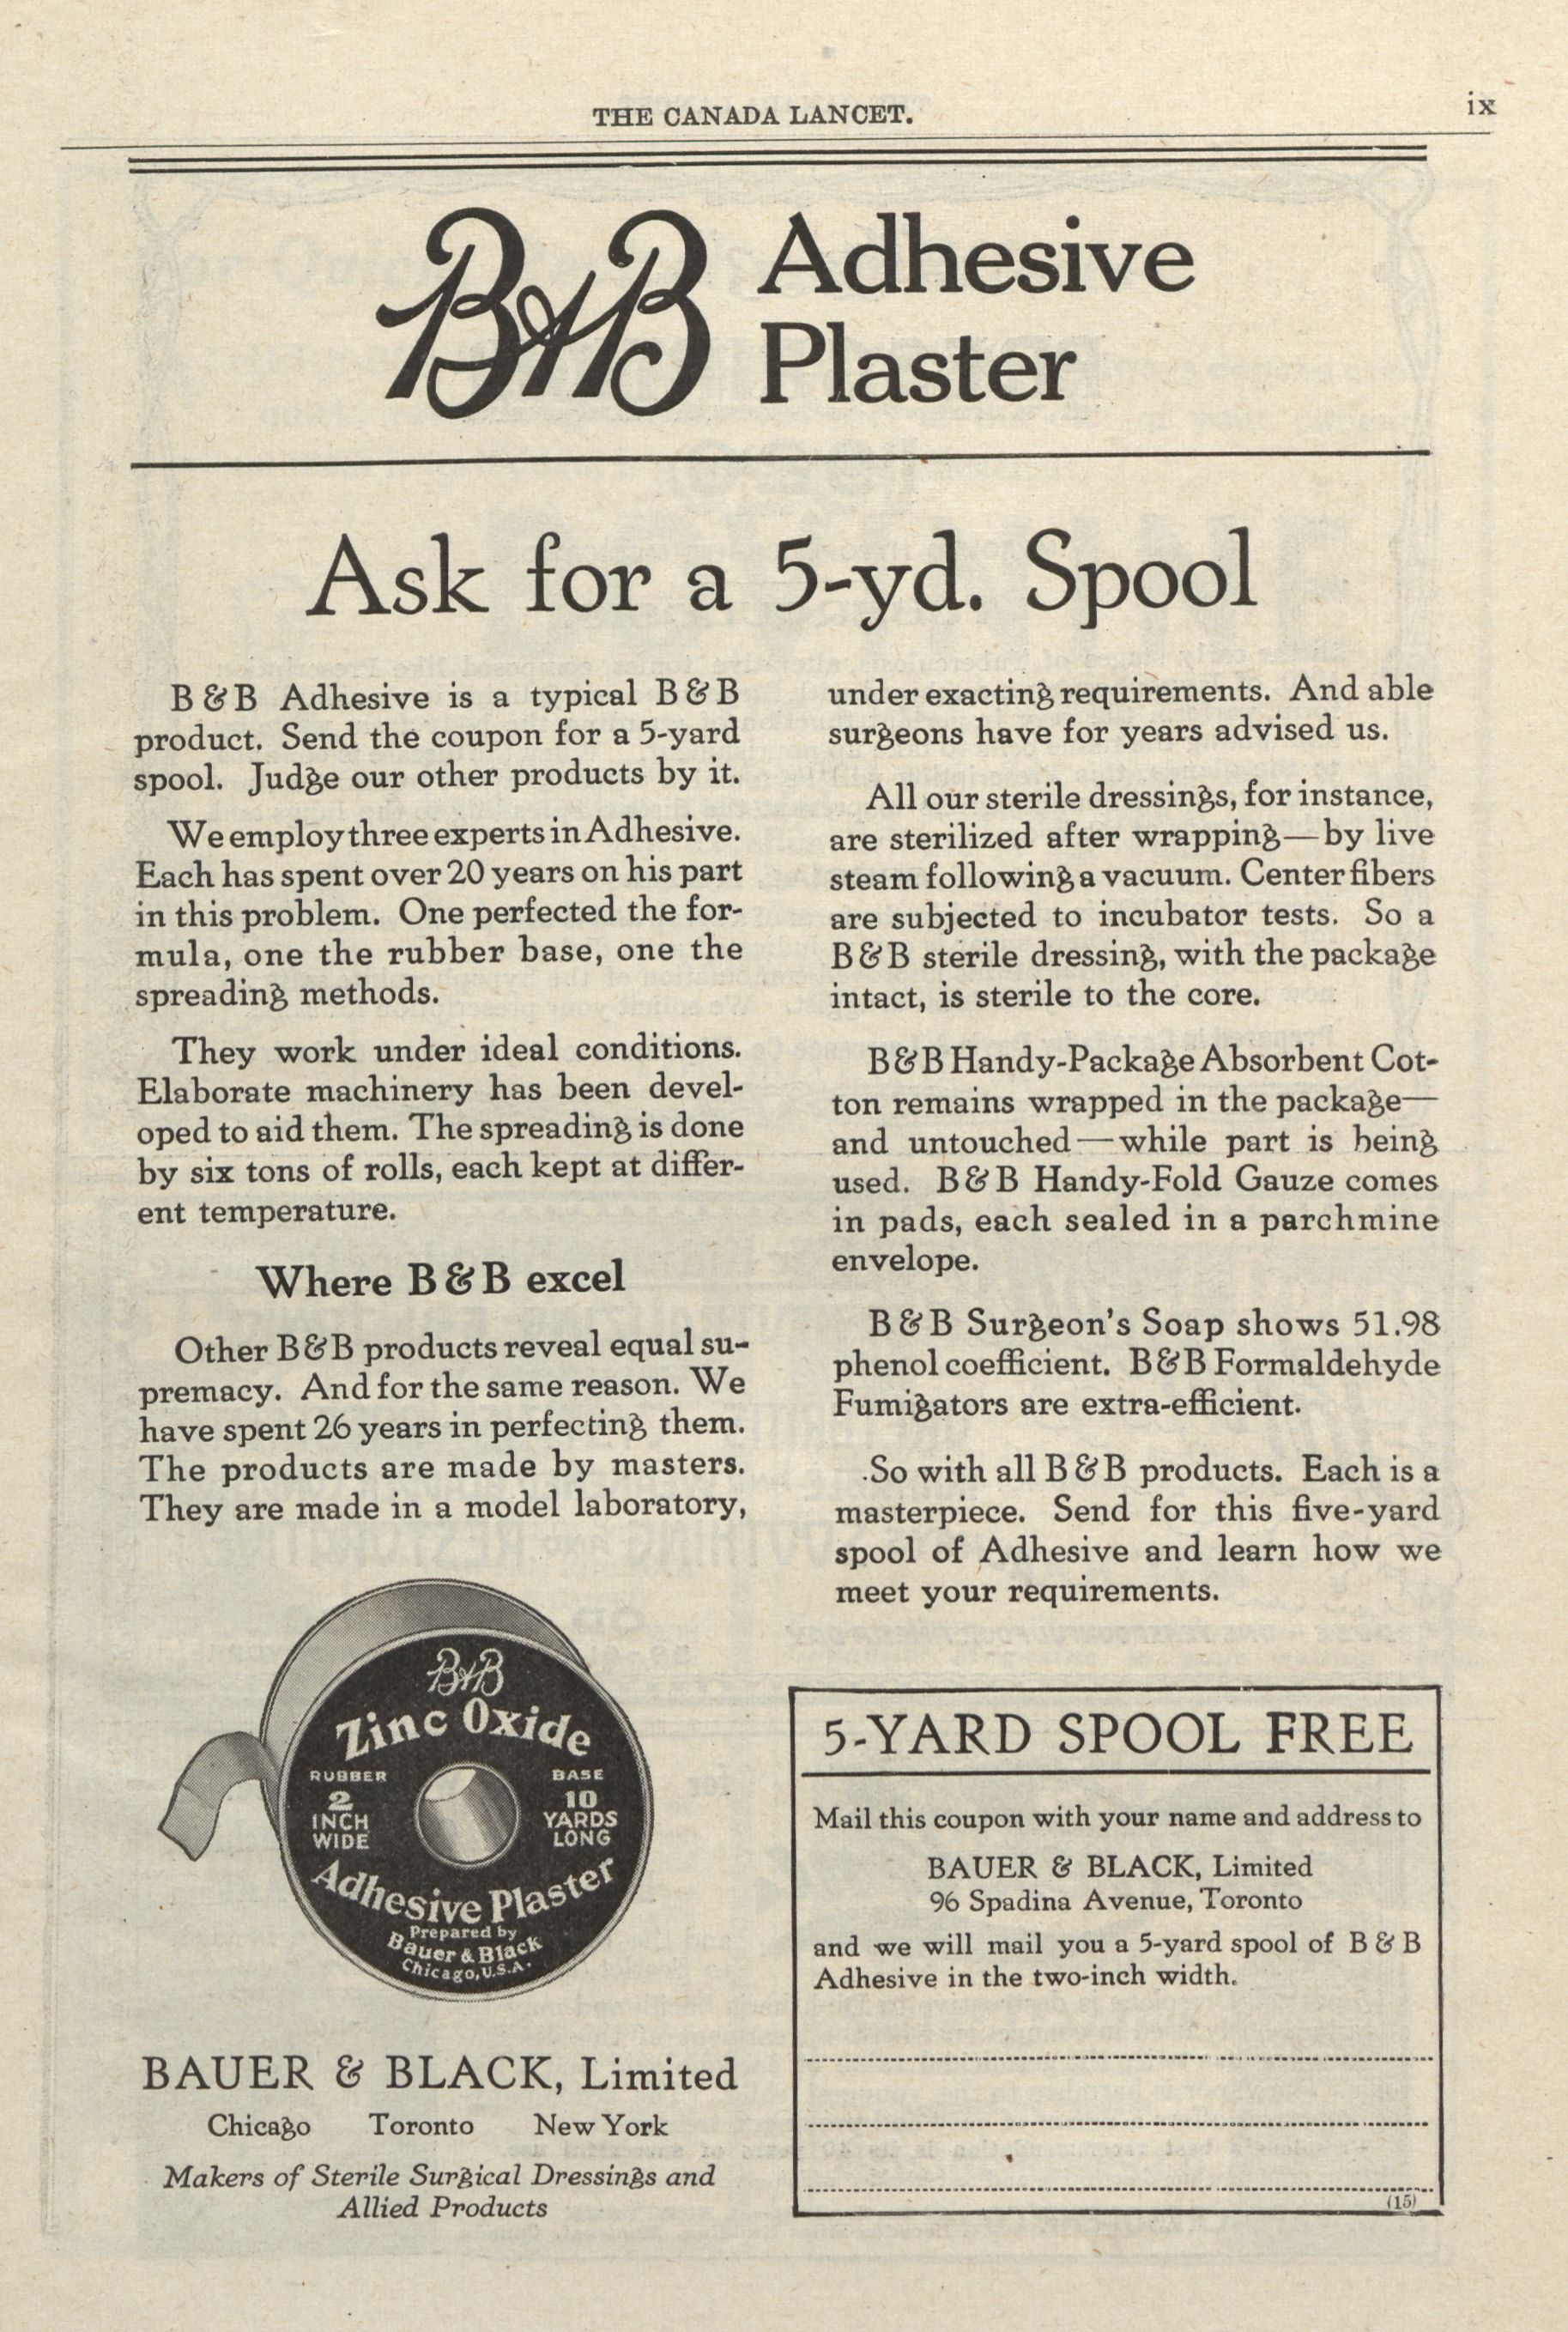 THE CANADA LANCET.
ix
B&B Adhesive
Plaster
Ask for a 5-yd. Spool
B & B Adhesive is a typical B & B
product. Send the coupon for a 5-yard
spool. Judge our other products by it.
We employ three experts in Adhesive.
Each has spent over 20 years on his part
in this problem. One perfected the for-
mula, one the rubber base, one the
spreading methods.
They work under ideal conditions.
Elaborate machinery has been devel-
oped to aid them. The spreading is done
by six tons of rolls, each kept at differ-
ent temperature.
Where B & B excel
Other B&B products reveal equal su-
premacy. And for the same reason. We
have spent 26 years in perfecting them.
The products are made by masters.
They are made in a model laboratory,
under exacting requirements. And able
surgeons have for years advised us.
All our sterile dressings, for instance,
are sterilized after wrapping—by live
steam following a vacuum. Center fibers
are subjected to incubator tests. So a
B&B sterile dressing, with the package
intact, is sterile to the core.
B&B Handy-Package Absorbent Cot-
ton remains wrapped in the package—
and untouched—while part is being
used. B&B Handy-Fold Gauze comes
in pads, each sealed in a parchmine
envelope.
B & B Surgeon's Soap shows 51.98
phenol coefficient. B&B Formaldehyde
Fumigators are extra-efficient.
So with all B & B products. Each is a
masterpiece. Send for this five-yard
spool of Adhesive and learn how we
meet your requirements.
B&B
Zinc Oxide
RUBBER BASE
2 INCH WIDE
10 YARDS LONG
Adhesive Plaster
Prepared by
Bauer & Black
Chicago, U.S.A.
BAUER & BLACK, Limited
Chicago Toronto New York
Makers of Sterile Surgical Dressings and
Allied Products
5-YARD SPOOL FREE
Mail this coupon with your name and address to
BAUER & BLACK, Limited
96 Spadina Avenue, Toronto
and we will mail you a 5-yard spool of B & B
Adhesive in the two-inch width.
(15)